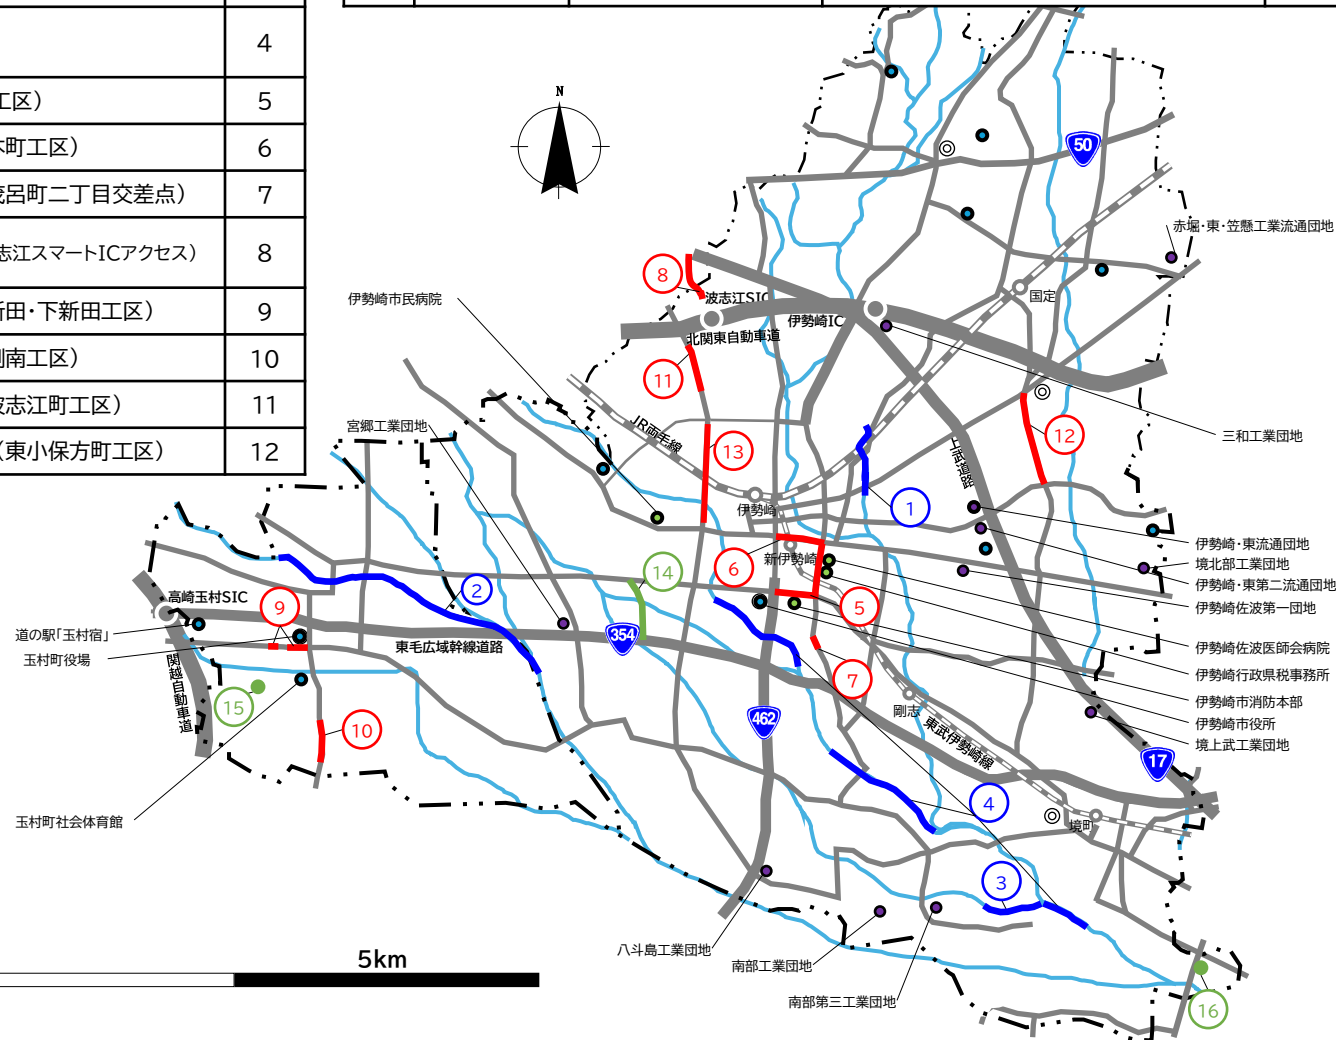 4
工区） 5
本町工区） 6
茂呂町二丁目交差点） 7
志江スマートICアクセス） 8
新田・下新田工区） 9
南工区） 10
波志江町工区） 11
（東小保方町工区） 12
N
50
赤堀・東・笠懸工業流通団地
8
波志江SIC
国定
伊勢崎市民病院
伊勢崎IC
北関東自動車道
11
宮郷工業団地
JR両毛線
13
12
三和工業団地
上武道路
伊勢崎
1
伊勢崎・東流通団地
新伊勢崎
境北部工業団地
6
14
伊勢崎・東第二流通団地
高崎玉村SIC
9
2
5
伊勢崎佐波第一団地
道の駅「玉村宿」
354
東毛広域幹線道路
伊勢崎佐波医師会病院
玉村町役場
関越自動車道
7
伊勢崎行政県税事務所
15
伊勢崎市消防本部
剛志
462
伊勢崎市役所
10
東武伊勢崎線
境上武工業団地
17
4
玉村町社会体育館
境町
3
八斗島工業団地
5km
南部工業団地
南部第三工業団地
16